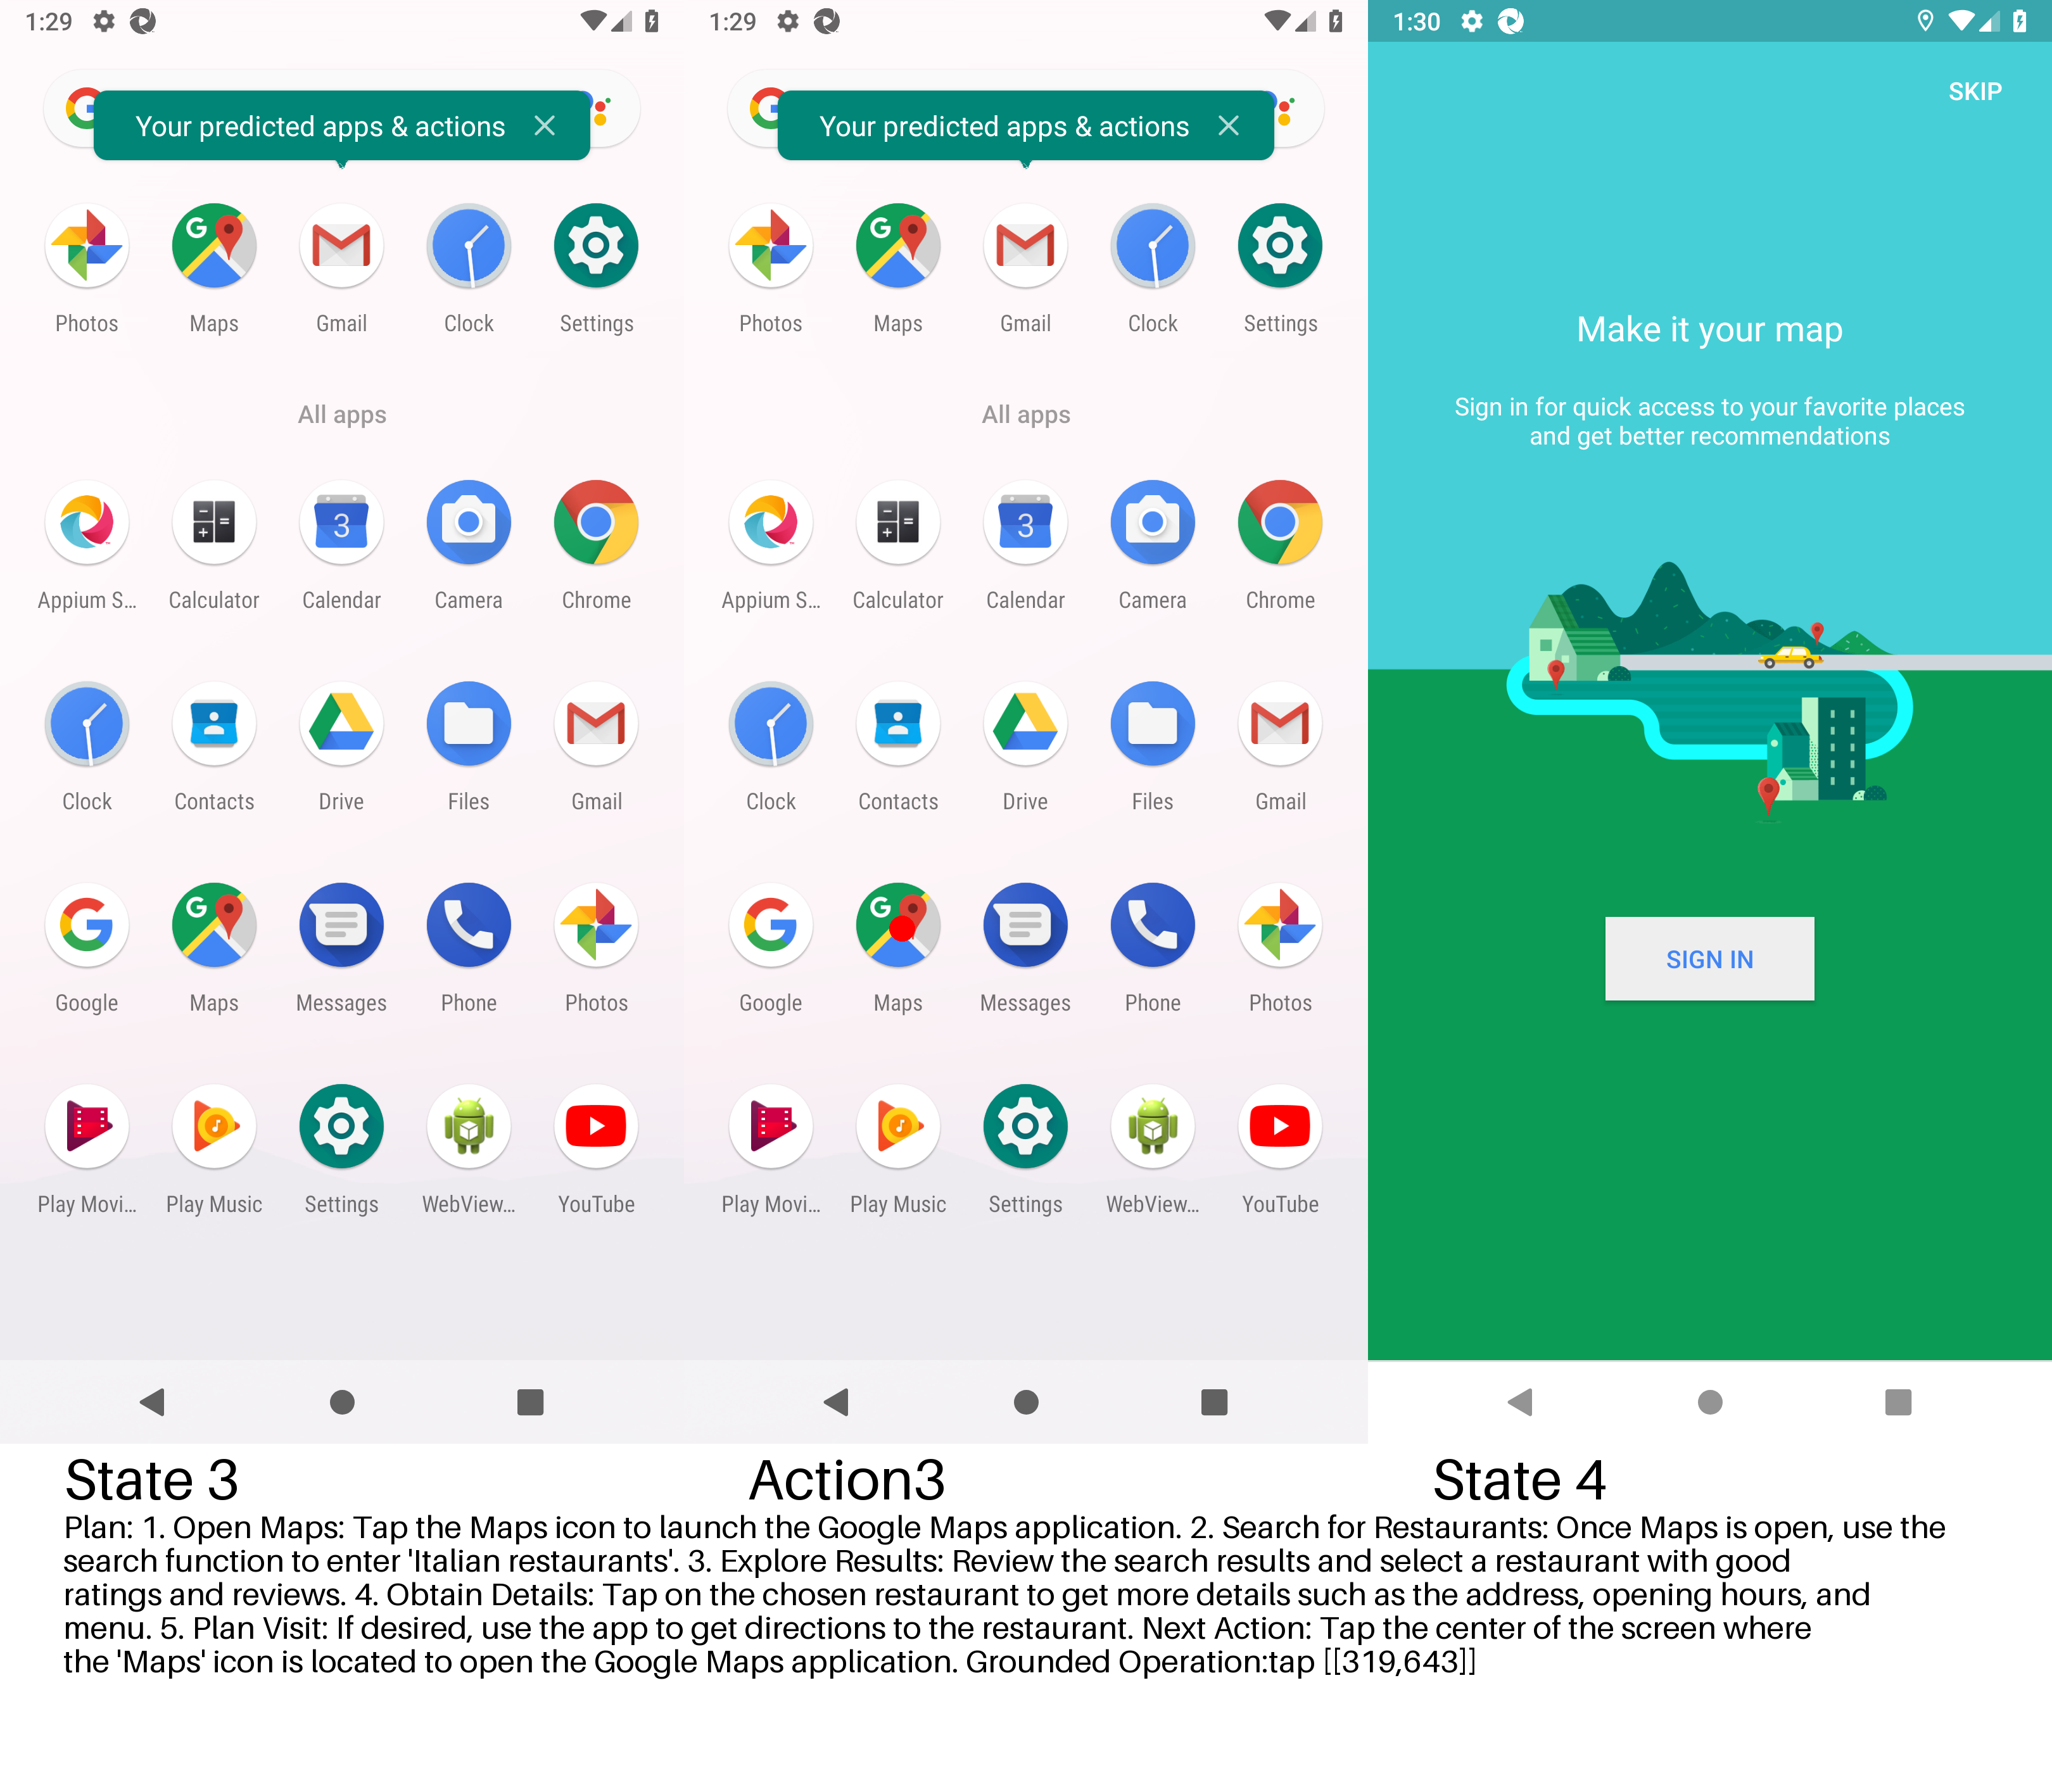 1:29
Your predicted apps & actions
Photos Maps Gmail Clock Settings
All apps
Appium S... Calculator Calendar Camera Chrome
3
Clock Contacts Drive Files Gmail
Google Maps Messages Phone Photos
Play Movi... Play Music Settings WebView... YouTube
1:29
Your predicted apps & actions
Photos Maps Gmail Clock Settings
All apps
3
Appium S... Calculator Calendar Camera Chrome
Clock Contacts Drive Files Gmail
Google Maps Messages Phone Photos
Play Movi... Play Music Settings WebView... YouTube
1:30
SKIP
Make it your map
Sign in for quick access to your favorite places
and get better recommendations
SIGN IN
State 3 Action3 State 4
Plan: 1. Open Maps: Tap the Maps icon to launch the Google Maps application. 2. Search for Restaurants: Once Maps is open, use the
search function to enter 'Italian restaurants'. 3. Explore Results: Review the search results and select a restaurant with good
ratings and reviews. 4. Obtain Details: Tap on the chosen restaurant to get more details such as the address, opening hours, and
menu. 5. Plan Visit: If desired, use the app to get directions to the restaurant. Next Action: Tap the center of the screen where
the 'Maps' icon is located to open the Google Maps application. Grounded Operation:tap [[319,643]]